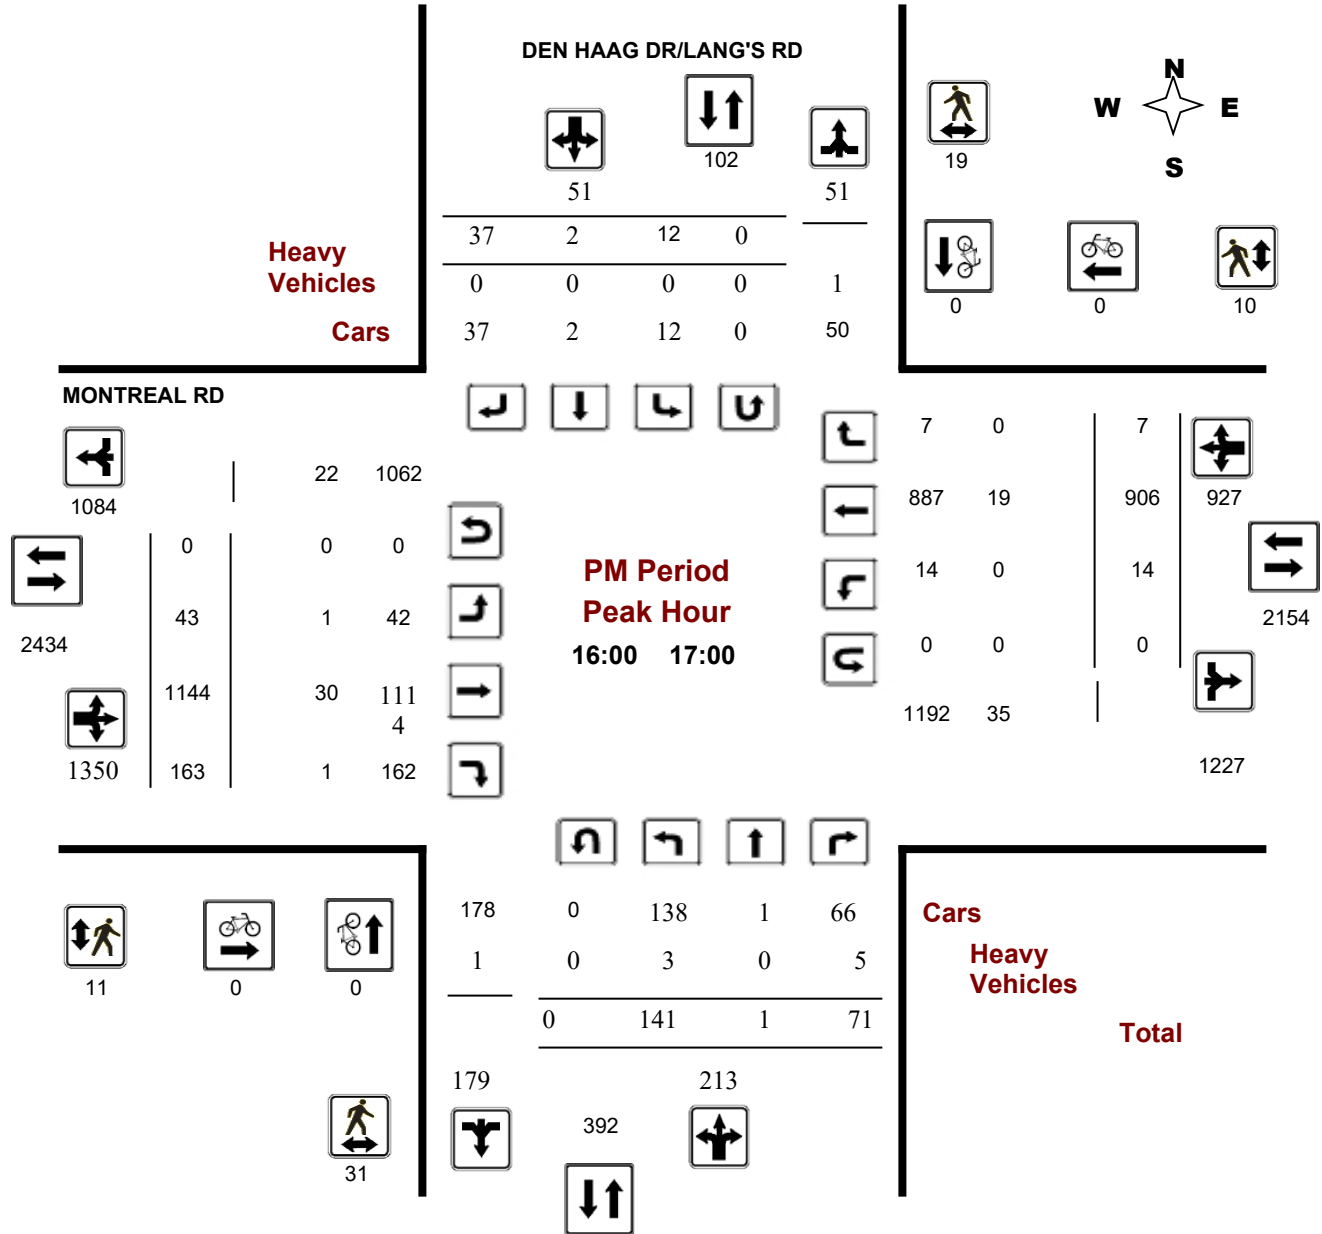 DEN HAAG DR/LANG'S RD
N
W E
S
102
19
51 51
37 2 12 0
Heavy
Vehicles
0 0 0 0 1
0 0 10
Cars
37 2 12 0 50
MONTREAL RD
7 0 7
22 1062
1084
887 19 906 927
0 0 0
PM Period
14 0 14
43 1 42
Peak Hour
2154
2434
16:00 17:00
0 0 0
1144 30 111
4
1192 35
1350 163 1 162
1227
178 0 138 1 66
Cars
1 0 3 0 5
Heavy
Vehicles
11 0 0
0 141 1 71
Total
179 213
392
31